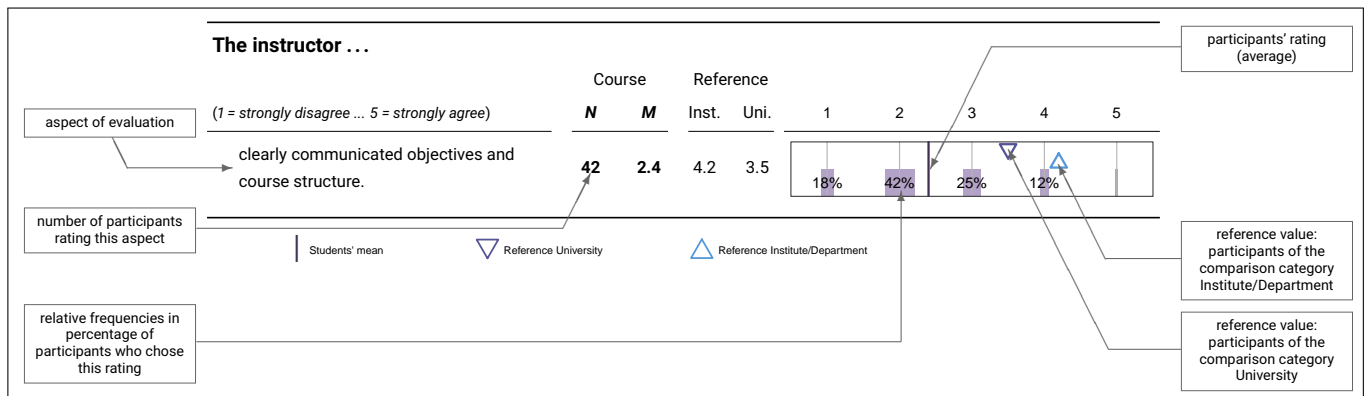 The instructor ...
participants' rating
(average)
Course Reference
(1 = strongly disagree ... 5 = strongly agree) N M Inst. Uni. 1 2 3 4 5
aspect of evaluation
clearly communicated objectives and
course structure.
42 2.4 4.2 3.5
18% 42% 25% 12%
number of participants
rating this aspect
Students' mean Reference University Reference Institute/Department
reference value:
participants of the
comparison category
Institute/Department
relative frequencies in
percentage of
participants who chose
this rating
reference value:
participants of the
comparison category
University